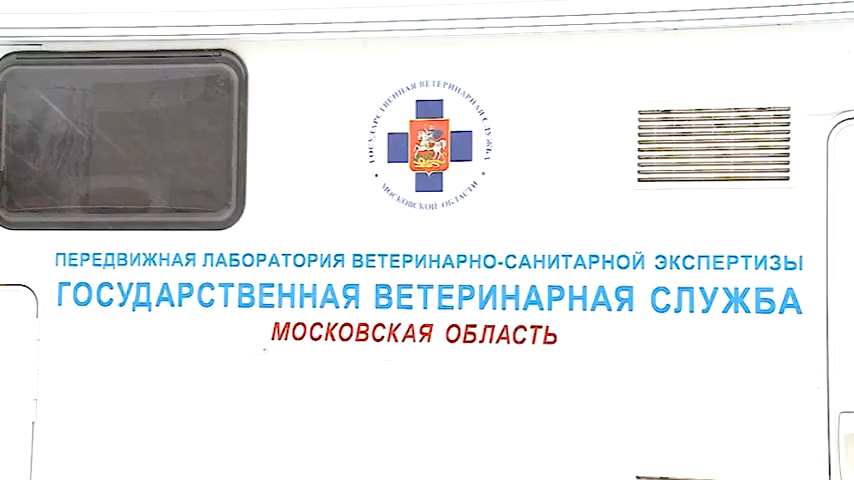 ГОСУДАРСТВЕННАЯ ВЕТЕРИНАРНАЯ СЛУЖБА
• МОСКОВСКОЙ ОБЛАСТИ •
ПЕРЕДВИЖНАЯ ЛАБОРАТОРИЯ ВЕТЕРИНАРНО-САНИТАРНОЙ ЭКСПЕРТИЗЫ
ГОСУДАРСТВЕННАЯ ВЕТЕРИНАРНАЯ СЛУЖБА
МОСКОВСКАЯ ОБЛАСТЬ